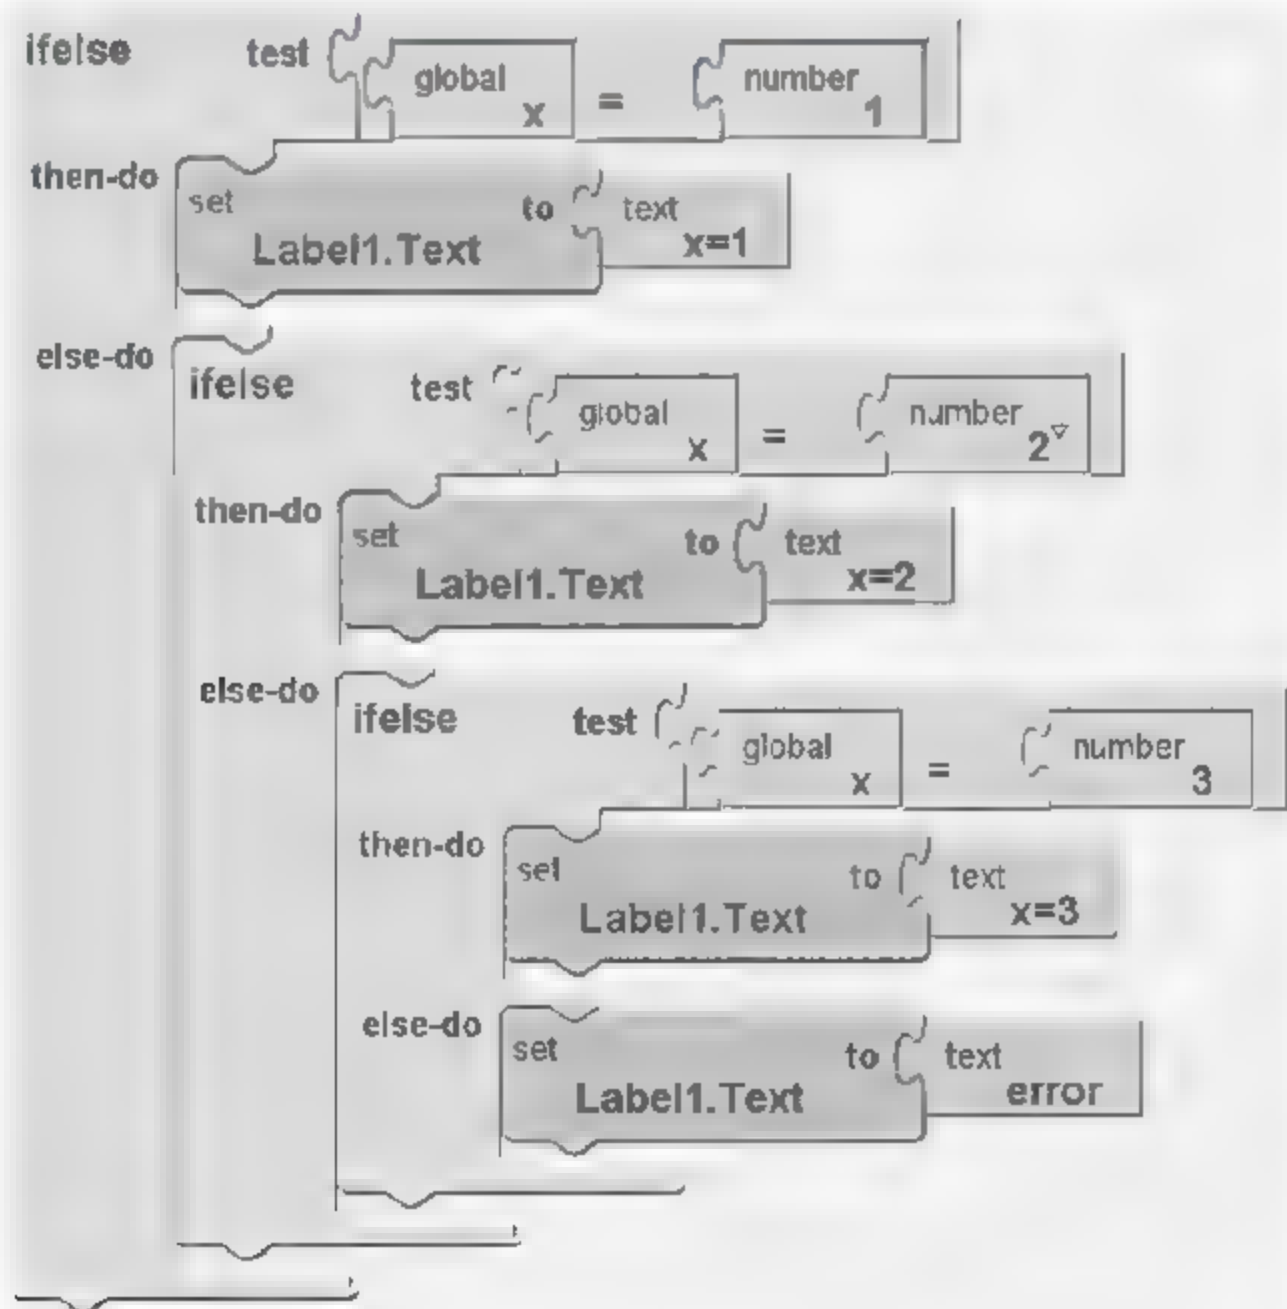 ifelse test global x = number 1
then-do set Label1.Text to text x=1
else-do ifelse test global x = number 2
then-do set Label1.Text to text x=2
else-do ifelse test global x = number 3
then-do set Label1.Text to text x=3
else-do set Label1.Text to text error